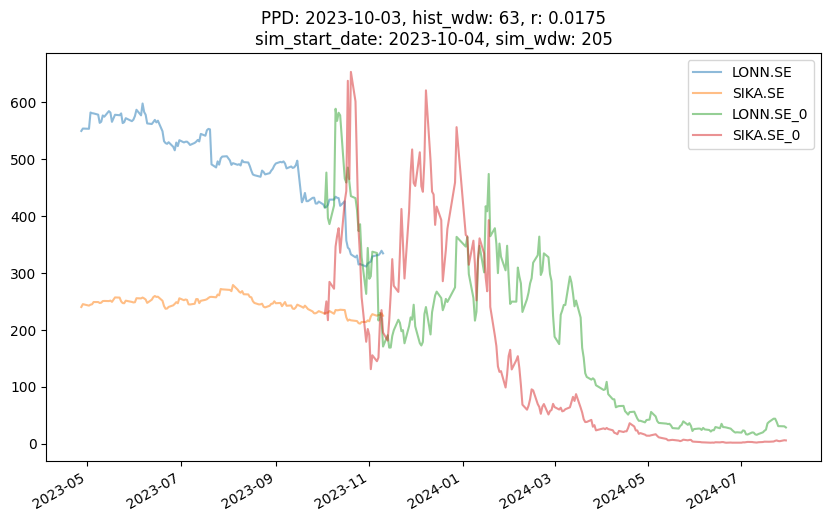 PPD: 2023-10-03, hist_wdw: 63, r: 0.0175
sim_start_date: 2023-10-04, sim_wdw: 205
LONN.SE
SIKA.SE
LONN.SE_0
SIKA.SE_0
600
500
400
300
200
100
0
2023-05
2023-07
2023-09
2023-11
2024-01
2024-03
2024-05
2024-07